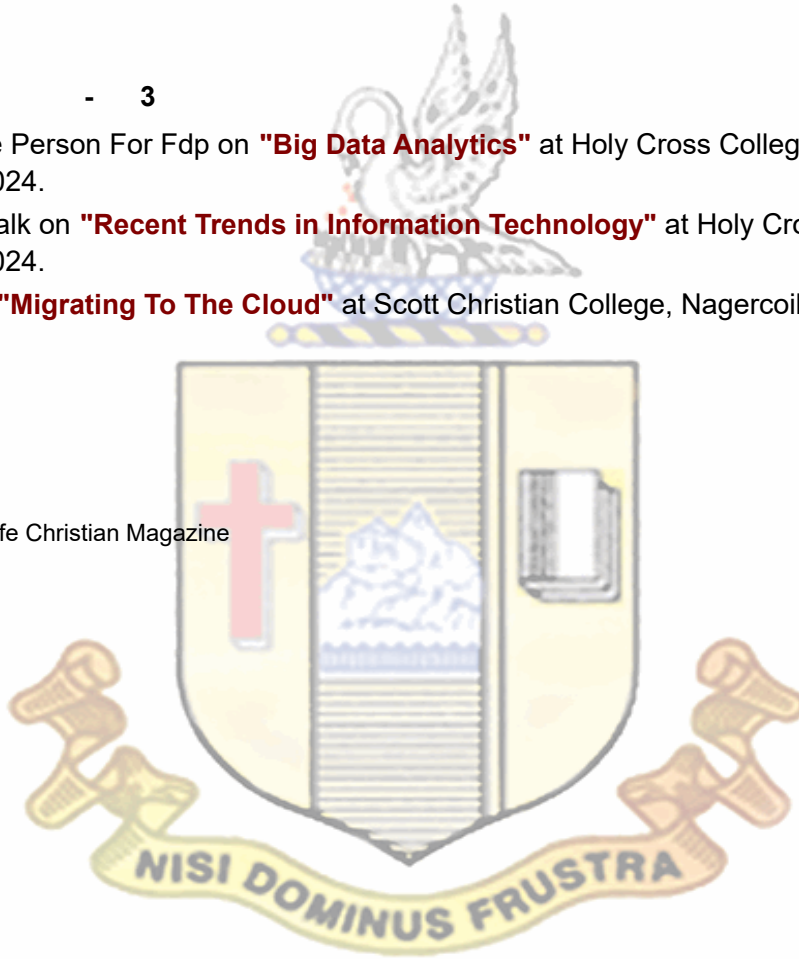 - 3
e Person For Fdp on "Big Data Analytics" at Holy Cross Colleg
024.
alk on "Recent Trends in Information Technology" at Holy Cro
024.
"Migrating To The Cloud" at Scott Christian College, Nagercoil
fe Christian Magazine
NISI DOMINUS FRUSTRA